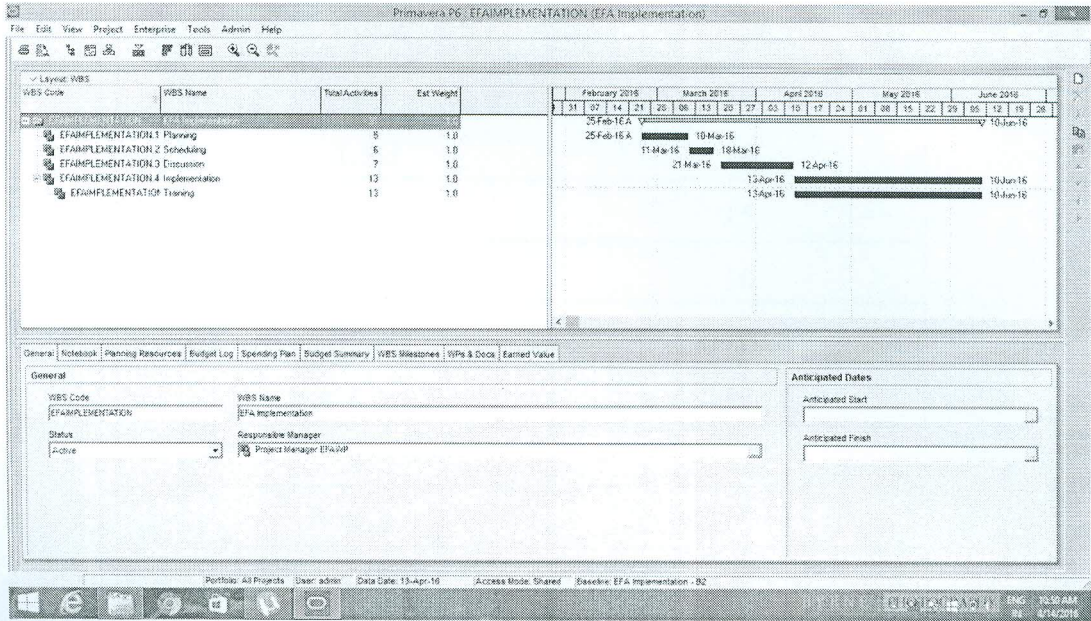 Primavera P6 : EFAIMPLEMENTATION (EFA Implementation)
File Edit View Project Enterprise Tools Admin Help
Layout: WBS
WBS Code WBS Name Total Activities Est Weight
February 2016 March 2016 April 2016 May 2016 June 2016
31 07 14 21 28 06 13 20 27 03 10 17 24 01 08 15 22 29 05 12 19 26
25-Feb-16 A 10-Jun-16
EFAIMPLEMENTATION.1 Planning 5 1.0 25-Feb-16 A 10-Mar-16
EFAIMPLEMENTATION.2 Scheduling 6 1.0 11-Mar-16 18-Mar-16
EFAIMPLEMENTATION.3 Discussion 7 1.0 21-Mar-16 12-Apr-16
EFAIMPLEMENTATION.4 Implementation 13 1.0 13-Apr-16 10-Jun-16
EFAIMPLEMENTATION Training 13 1.0 13-Apr-16 10-Jun-16
General Notebook Planning Resources Budget Log Spending Plan Budget Summary WBS Milestones WPs & Docs Earned Value
General Anticipated Dates
WBS Code WBS Name Anticipated Start
EFAIMPLEMENTATION EFA Implementation
Status Responsible Manager Anticipated Finish
Active Project Manager EFAWP
Portfolio: All Projects User: admin Data Date: 13-Apr-16 Access Mode: Shared Baseline: EFA Implementation - B2
ENG 10:50 AM
IN 8/14/2016